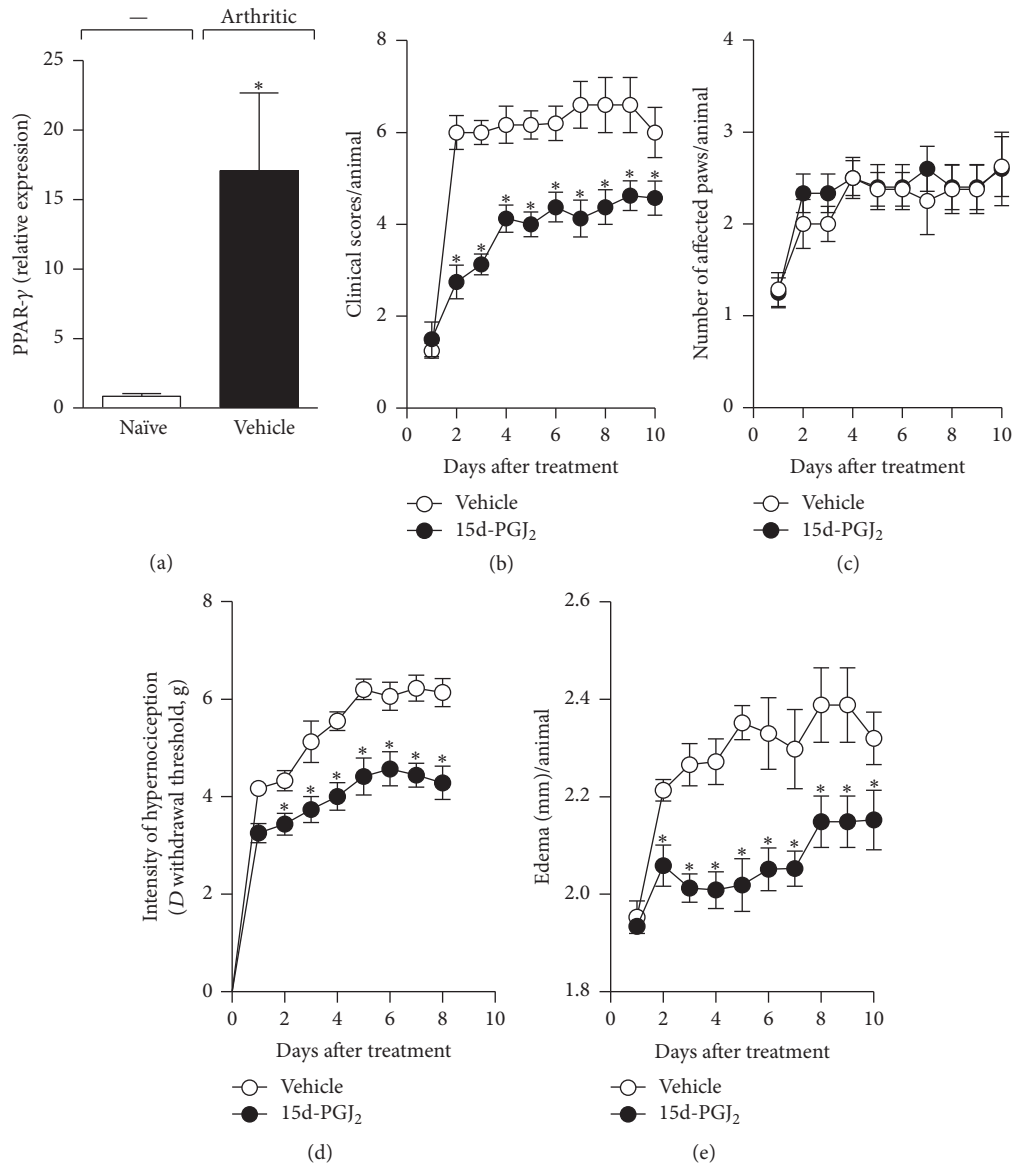 — Arthritic
25
20
15
10
5
0
PPAR-γ (relative expression)
*
Naïve Vehicle
(a)
8
6
4
2
0
Clinical scores/animal
* * * * * * * * *
0 2 4 6 8 10
Days after treatment
Vehicle
15d-PGJ₂
(b)
4
3
2
1
0
Number of affected paws/animal
0 2 4 6 8 10
Days after treatment
Vehicle
15d-PGJ₂
(c)
8
6
4
2
0
Intensity of hypernociception
(D withdrawal threshold, g)
* * * * * * *
0 2 4 6 8 10
Days after treatment
Vehicle
15d-PGJ₂
(d)
2.6
2.4
2.2
2.0
1.8
Edema (mm)/animal
* * * * * * * * *
0 2 4 6 8 10
Days after treatment
Vehicle
15d-PGJ₂
(e)